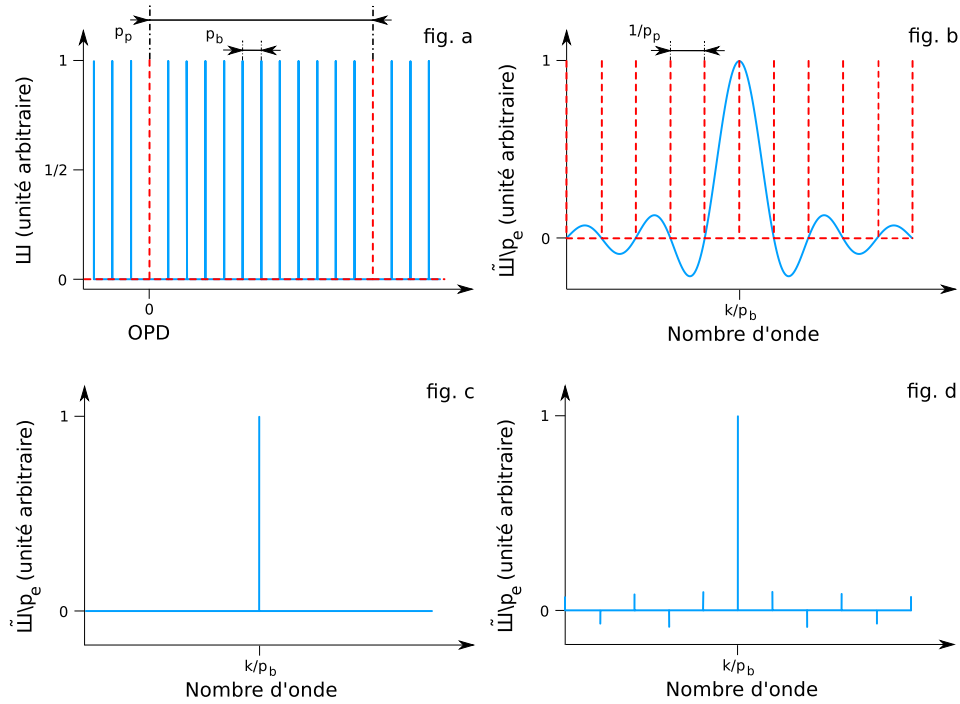 fig. a
p_p
p_b
1
1/2
0
Ш (unité arbitraire)
0
OPD
fig. b
1/p_p
1
0
Ш̃\p_e (unité arbitraire)
k/p_b
Nombre d'onde
fig. c
1
0
Ш̃\p_e (unité arbitraire)
k/p_b
Nombre d'onde
fig. d
1
0
Ш̃\p_e (unité arbitraire)
k/p_b
Nombre d'onde